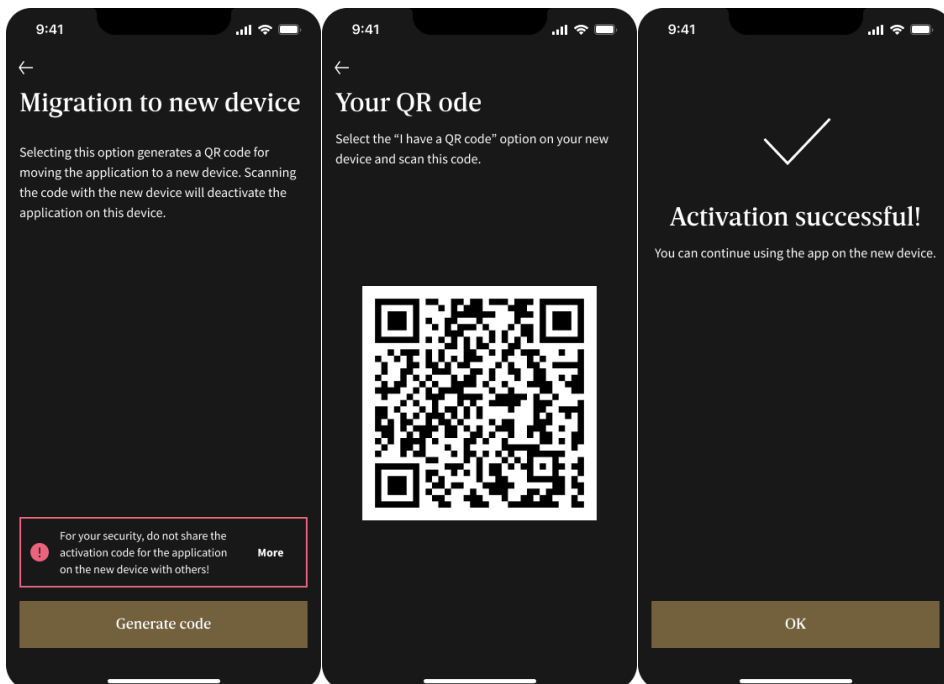 9:41
Migration to new device
Selecting this option generates a QR code for
moving the application to a new device. Scanning
the code with the new device will deactivate the
application on this device.
For your security, do not share the
activation code for the application
on the new device with others!
More
Generate code
9:41
Your QR ode
Select the “I have a QR code” option on your new
device and scan this code.
9:41
Activation successful!
You can continue using the app on the new device.
OK